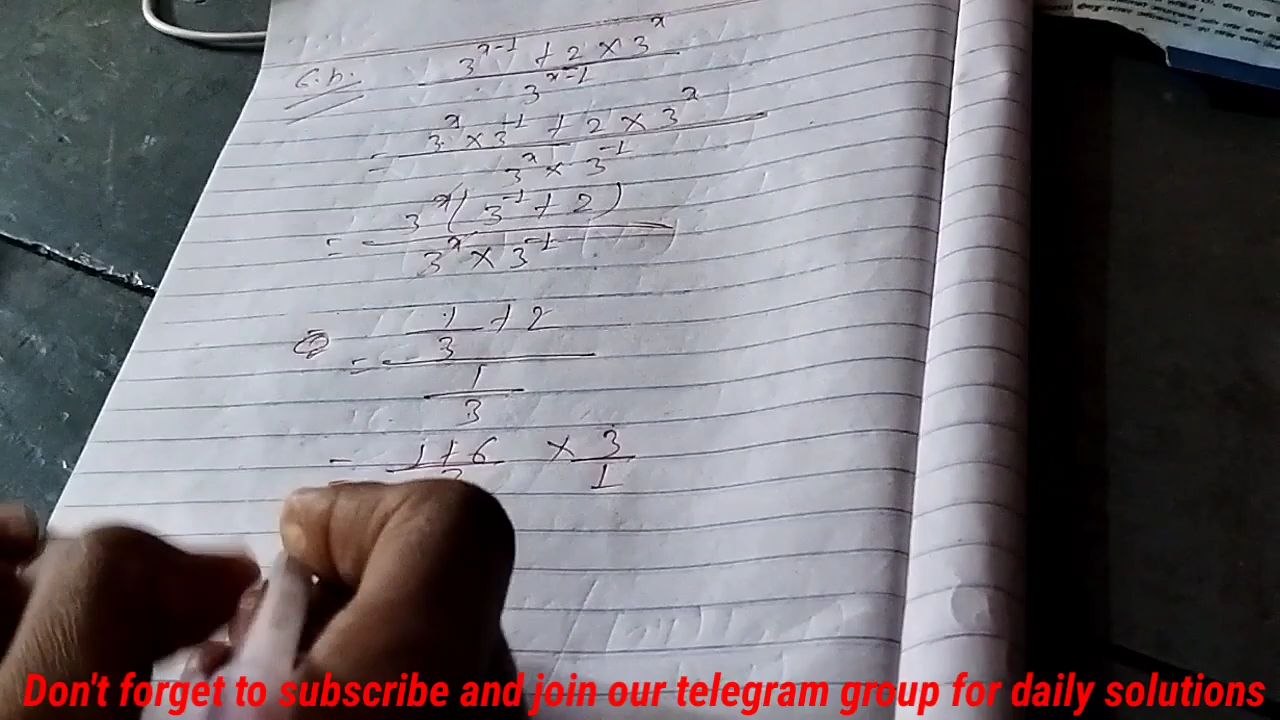 6.b. 3^{x-1} + 2 × 3^x
3^{x-1}
= 3^x × 3^{-1} + 2 × 3^x
3^x × 3^{-1}
= 3^x ( 3^{-1} + 2 )
3^x × 3^{-1}
= 1/3 + 2
1/3
= 1+6 × 3
1
Don't forget to subscribe and join our telegram group for daily solutions